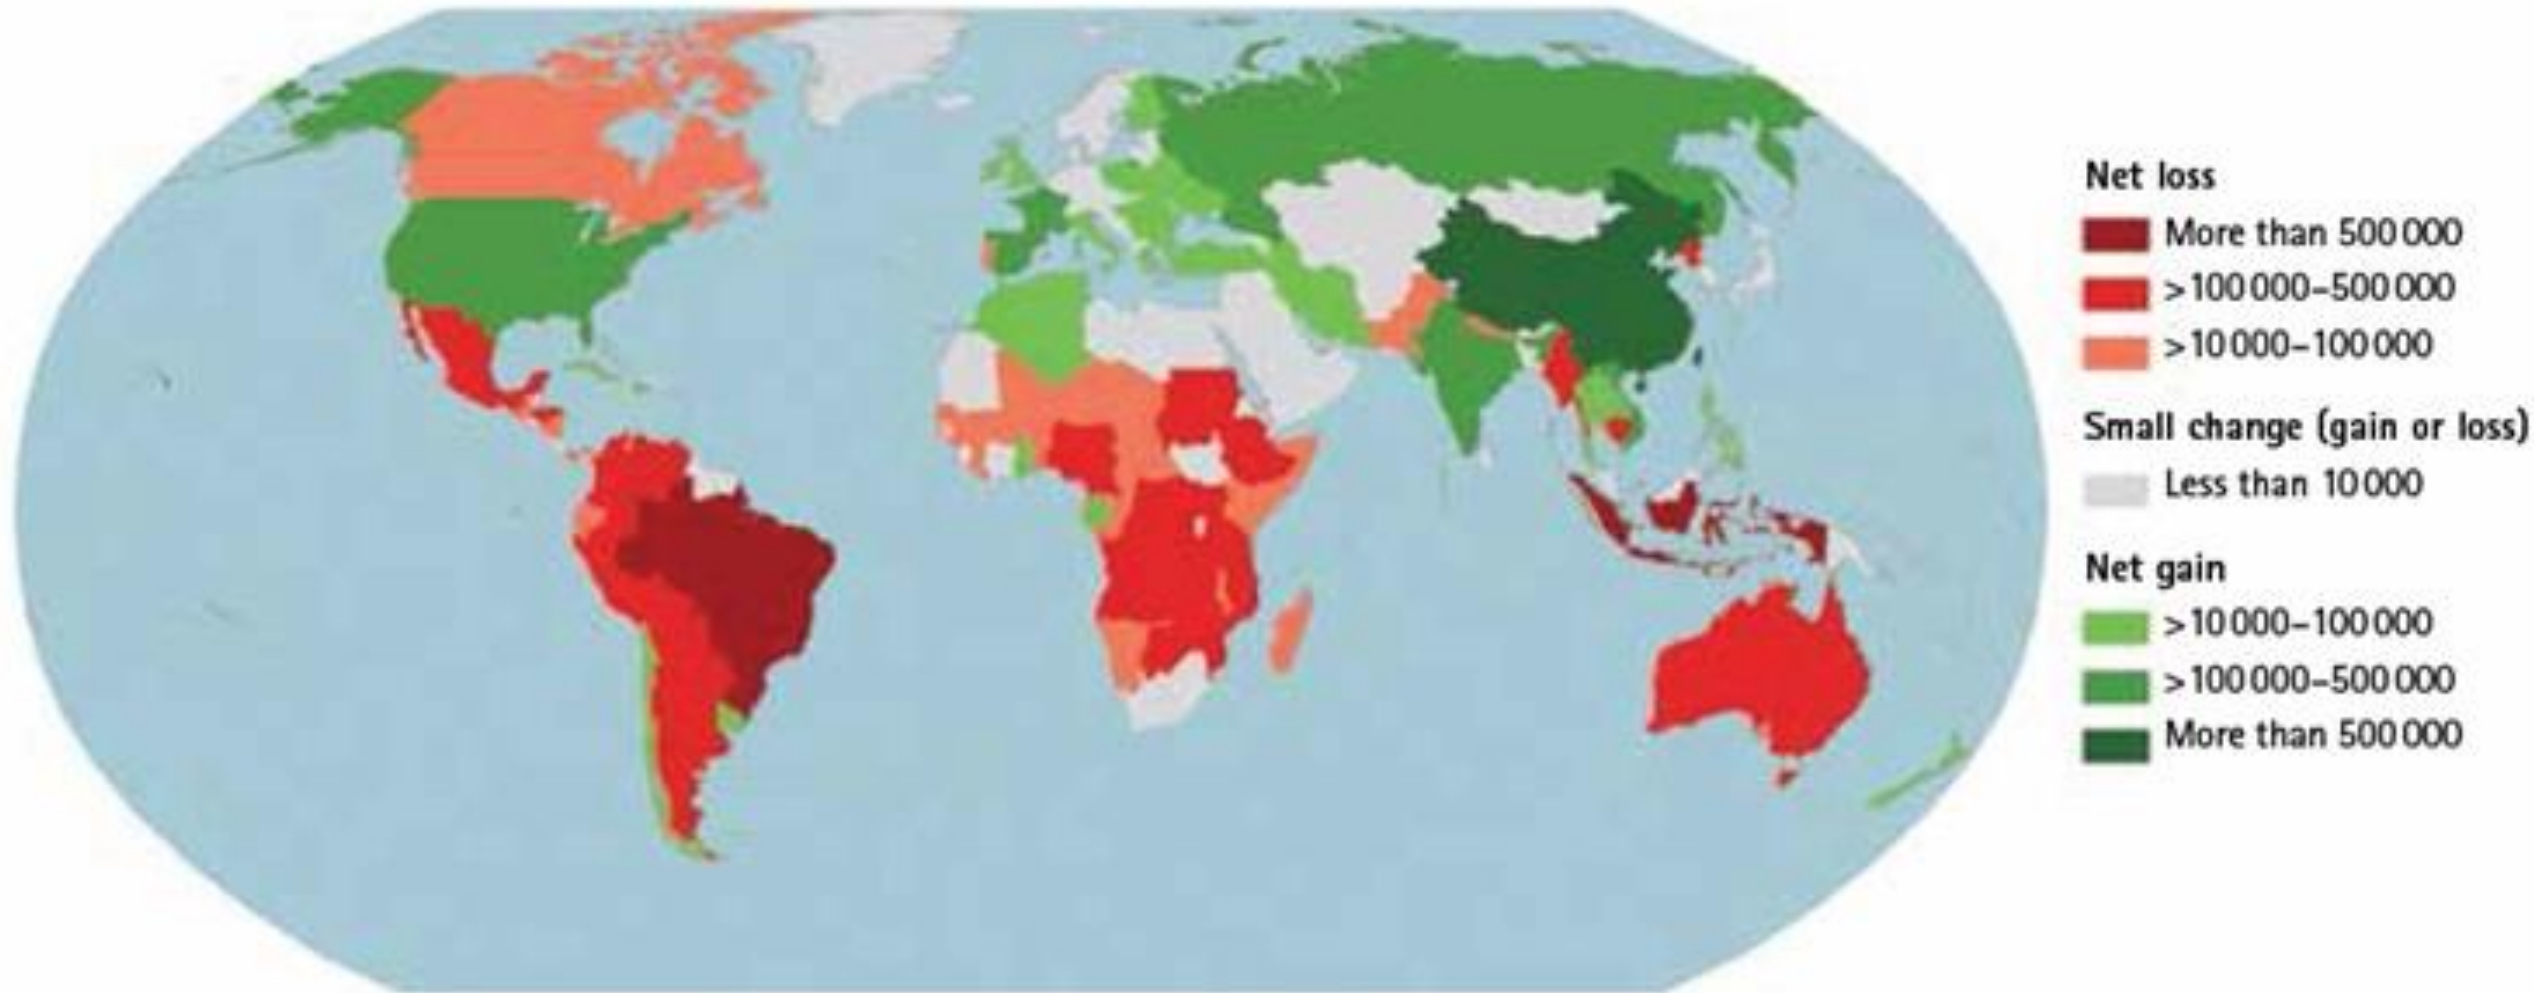 Net loss
More than 500 000
>100 000–500 000
>10 000–100 000
Small change (gain or loss)
Less than 10 000
Net gain
>10 000–100 000
>100 000–500 000
More than 500 000